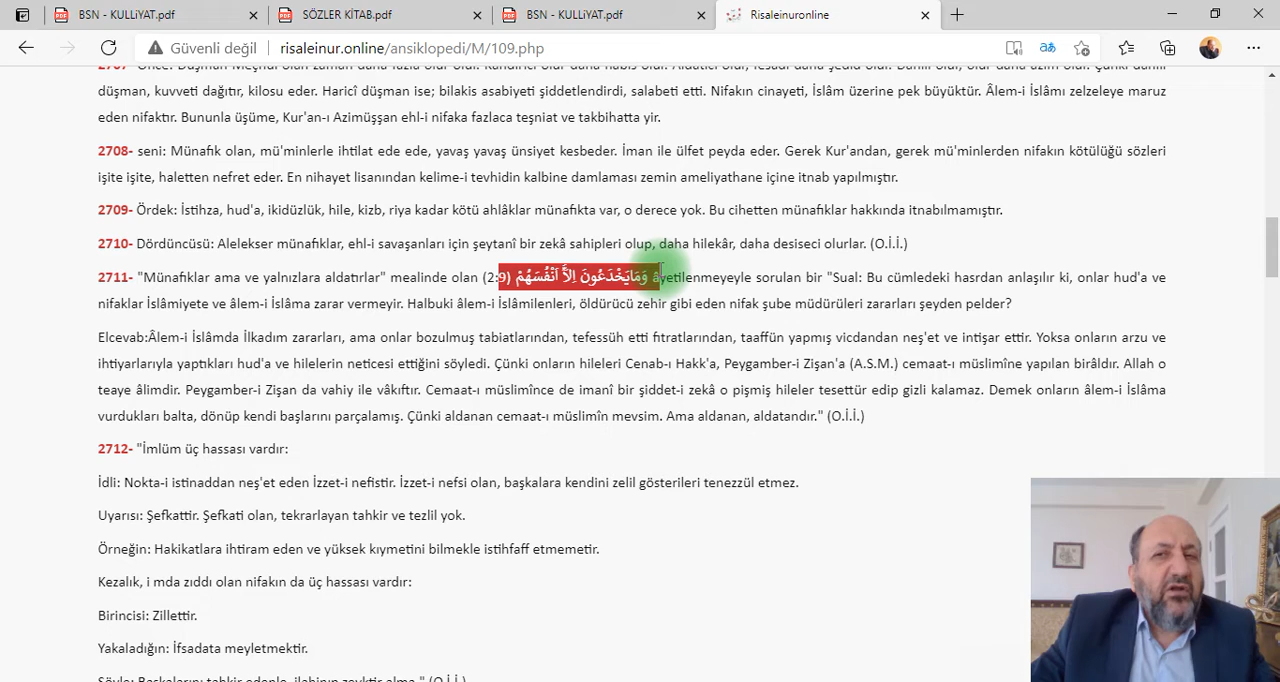 BSN - KULLiYAT.pdf
SÖZLER KİTAB.pdf
BSN - KULLiYAT.pdf
Risaleinuronline
Güvenli değil
risaleinur.online/ansiklopedi/M/109.php
düşman, kuvveti dağıtır, kilosu eder. Haricî düşman ise; bilakis asabiyeti şiddetlendirdi, salabeti etti. Nifakın cinayeti, İslâm üzerine pek büyüktür. Âlem-i İslâmı zelzeleye maruz
eden nifaktır. Bununla üşüme, Kur'an-ı Azimüşşan ehl-i nifaka fazlaca teşniat ve takbihatta yir.
2708- seni: Münafık olan, mü'minlerle ihtilat ede ede, yavaş yavaş ünsiyet kesbeder. İman ile ülfet peyda eder. Gerek Kur'andan, gerek mü'minlerden nifakın kötülüğü sözleri
işite işite, haletten nefret eder. En nihayet lisanından kelime-i tevhidin kalbine damlaması zemin ameliyathane içine itnab yapılmıştır.
2709- Ördek: İstihza, hud'a, ikidüzlük, hile, kizb, riya kadar kötü ahlâklar münafıkta var, o derece yok. Bu cihetten münafıklar hakkında itnabılmamıştır.
2710- Dördüncüsü: Alelekser münafıklar, ehl-i savaşanları için şeytanî bir zekâ sahipleri olup, daha hilekâr, daha desiseci olurlar. (O.İ.İ.)
2711- "Münafıklar ama ve yalnızlara aldatırlar" mealinde olan (2:9) وَمَايَخْدَعُونَ اِلاَّ اَنْفُسَهُمْ âyetilenmeyeyle sorulan bir "Sual: Bu cümledeki hasrdan anlaşılır ki, onlar hud'a ve
nifaklar İslâmiyete ve âlem-i İslâma zarar vermeyir. Halbuki âlem-i İslâmilenleri, öldürücü zehir gibi eden nifak şube müdürüleri zararları şeyden pelder?
Elcevab:Âlem-i İslâmda İlkadım zararları, ama onlar bozulmuş tabiatlarından, tefessüh etti fıtratlarından, taaffün yapmış vicdandan neş'et ve intişar ettir. Yoksa onların arzu ve
ihtiyarlarıyla yaptıkları hud'a ve hilelerin neticesi ettiğini söyledi. Çünki onların hileleri Cenab-ı Hakk'a, Peygamber-i Zişan'a (A.S.M.) cemaat-ı müslimîne yapılan birâldır. Allah o
teaye âlimdir. Peygamber-i Zişan da vahiy ile vâkıftır. Cemaat-ı müslimînce de imanî bir şiddet-i zekâ o pişmiş hileler tesettür edip gizli kalamaz. Demek onların âlem-i İslâma
vurdukları balta, dönüp kendi başlarını parçalamış. Çünki aldanan cemaat-ı müslimîn mevsim. Ama aldanan, aldatandır." (O.İ.İ.)
2712- "İmlüm üç hassası vardır:
İdli: Nokta-i istinaddan neş'et eden İzzet-i nefistir. İzzet-i nefsi olan, başkalara kendini zelil gösterileri tenezzül etmez.
Uyarısı: Şefkattir. Şefkati olan, tekrarlayan tahkir ve tezlil yok.
Örneğin: Hakikatlara ihtiram eden ve yüksek kıymetini bilmekle istihfaff etmemetir.
Kezalık, i mda zıddı olan nifakın da üç hassası vardır:
Birincisi: Zillettir.
Yakaladığın: İfsadata meyletmektir.